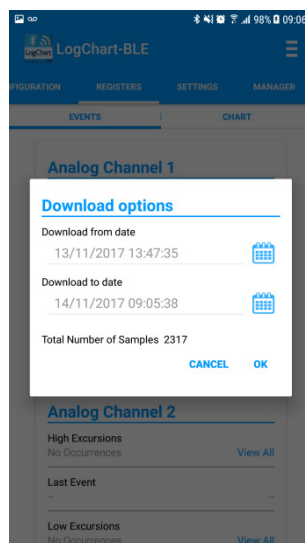 98% 09:06
LogChart-BLE
IFIGURATION REGISTERS SETTINGS MANAGER
EVENTS CHART
Analog Channel 1
Download options
Download from date
13/11/2017 13:47:35
Download to date
14/11/2017 09:05:38
Total Number of Samples 2317
CANCEL OK
Analog Channel 2
High Excursions
No Occurrences View All
Last Event
-- --
Low Excursions
No Occurrences View All